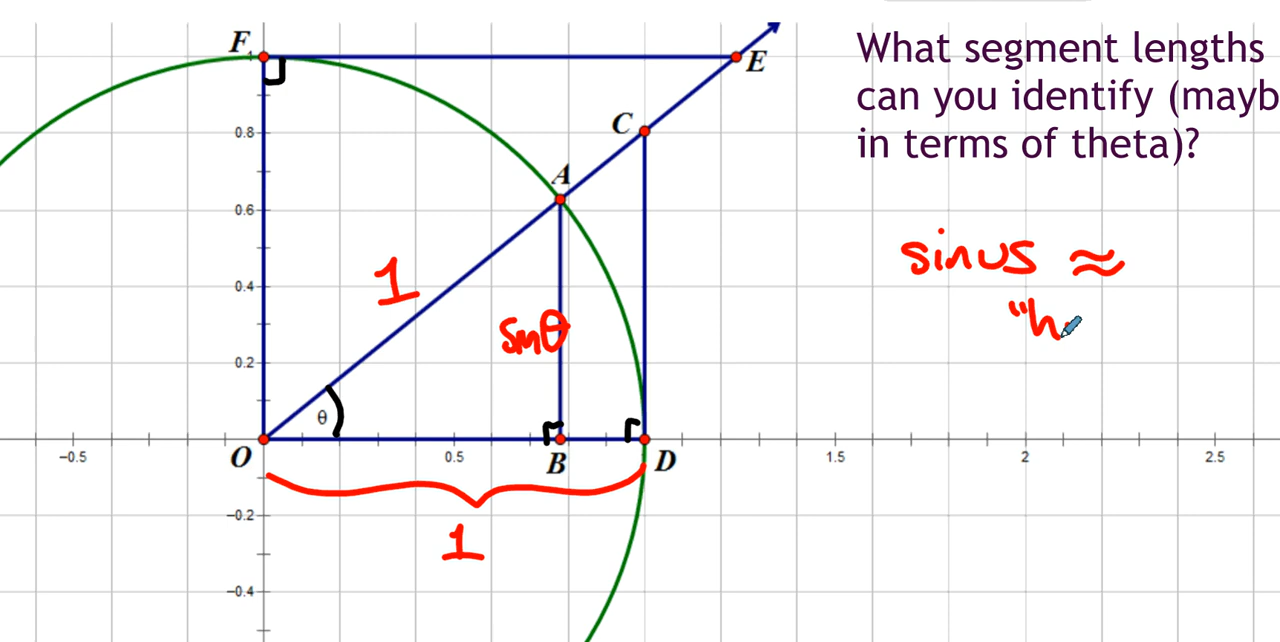 What segment lengths
can you identify (mayb
in terms of theta)?
sinus ≈
"h
F
E
C
A
1
sinθ
θ
O
B
D
1
0.8
0.6
0.4
0.2
−0.2
−0.4
−0.5
0.5
1.5
2
2.5